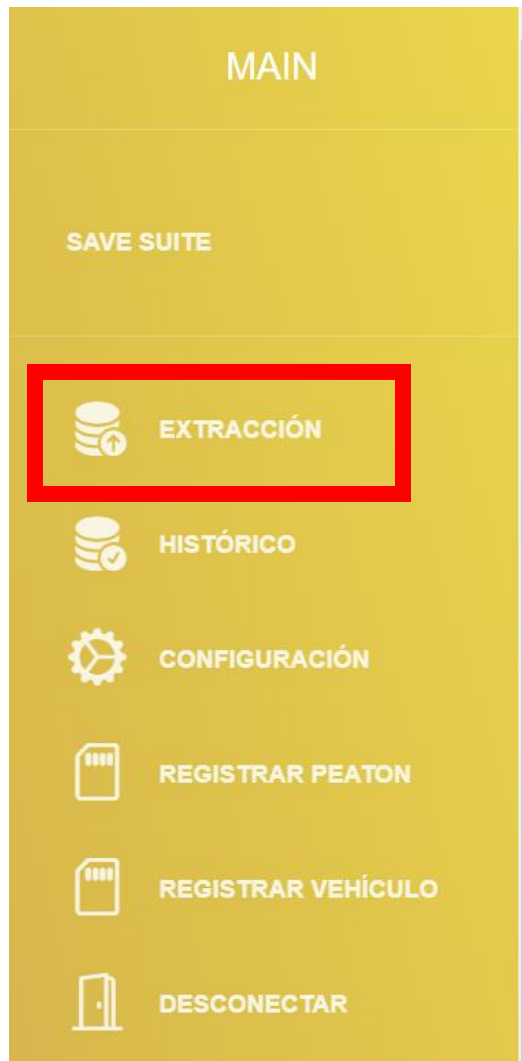 MAIN
SAVE SUITE
EXTRACCIÓN
HISTÓRICO
CONFIGURACIÓN
REGISTRAR PEATON
REGISTRAR VEHÍCULO
DESCONECTAR